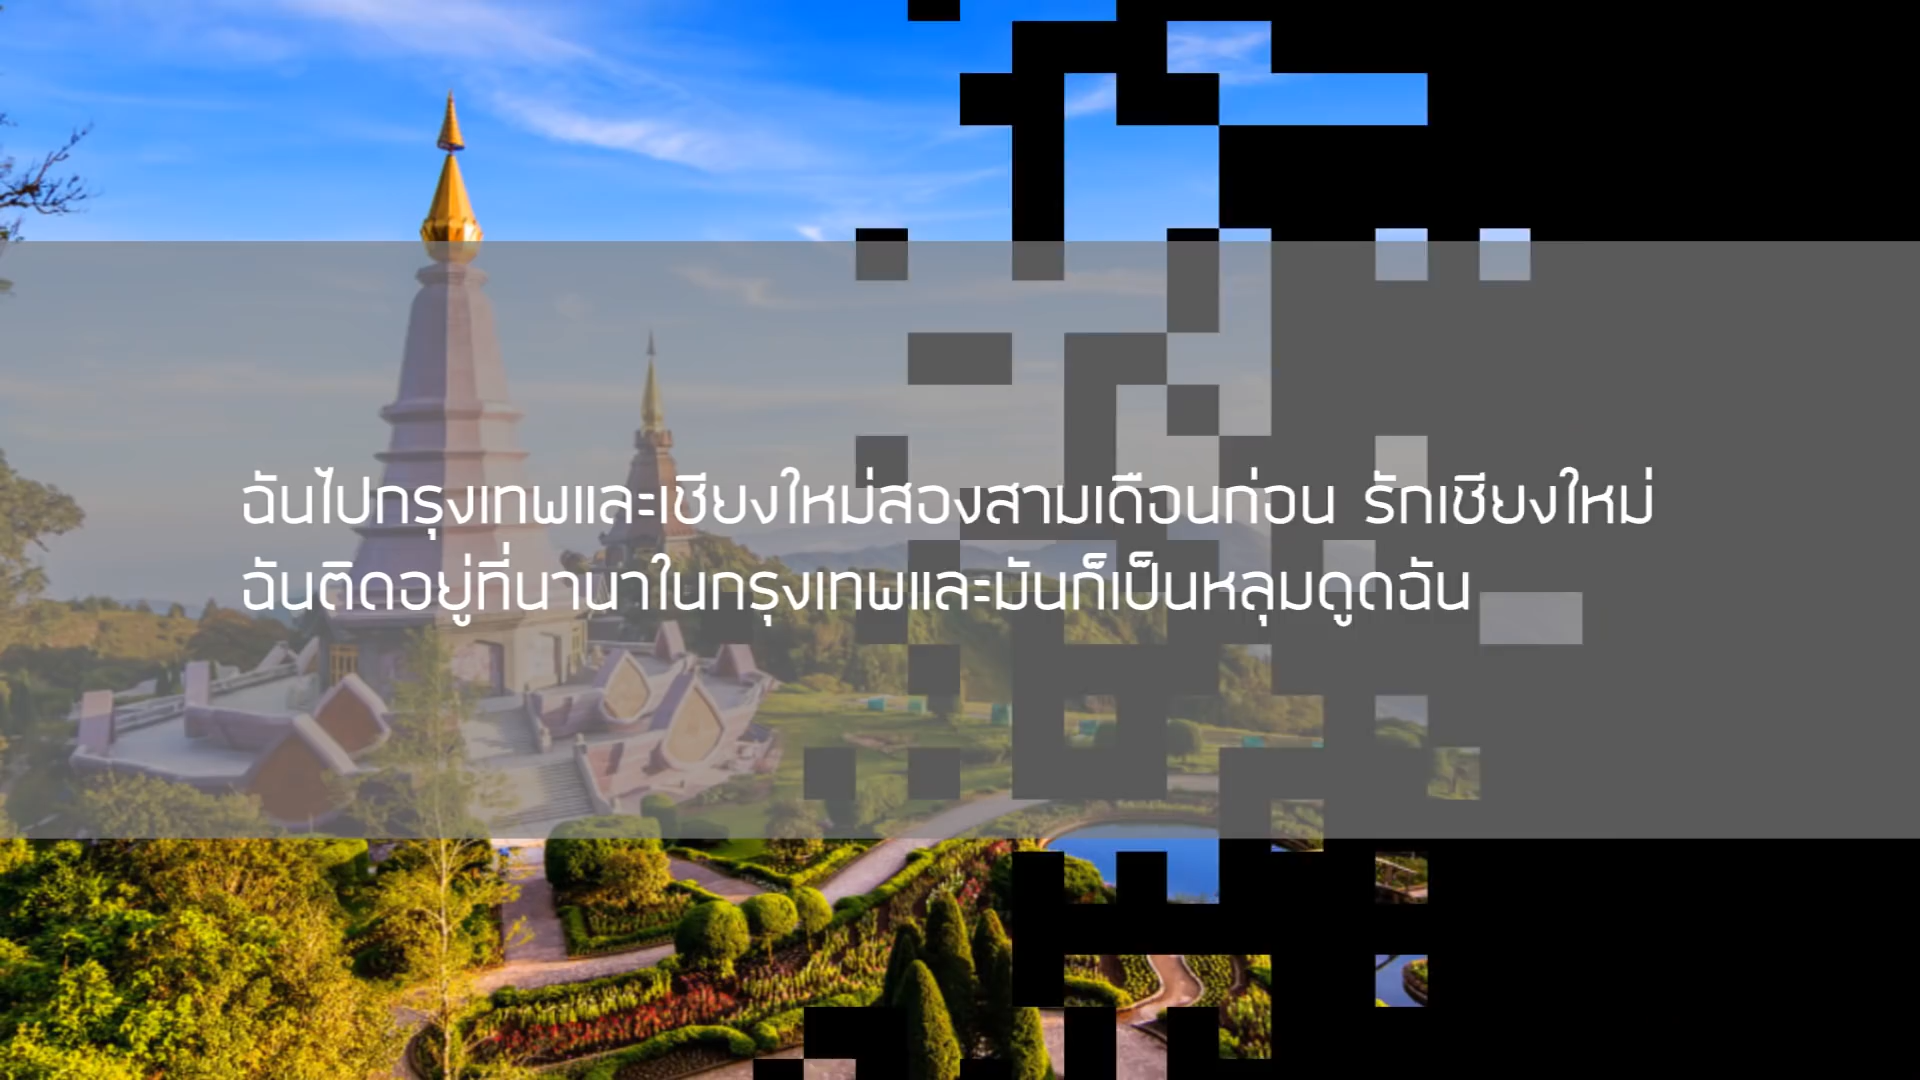 ฉันไปกรุงเทพและเชียงใหม่สองสามเดือนก่อน รักเชียงใหม่
ฉันติดอยู่ที่นานาในกรุงเทพและมันก็เป็นหลุมดูดฉัน